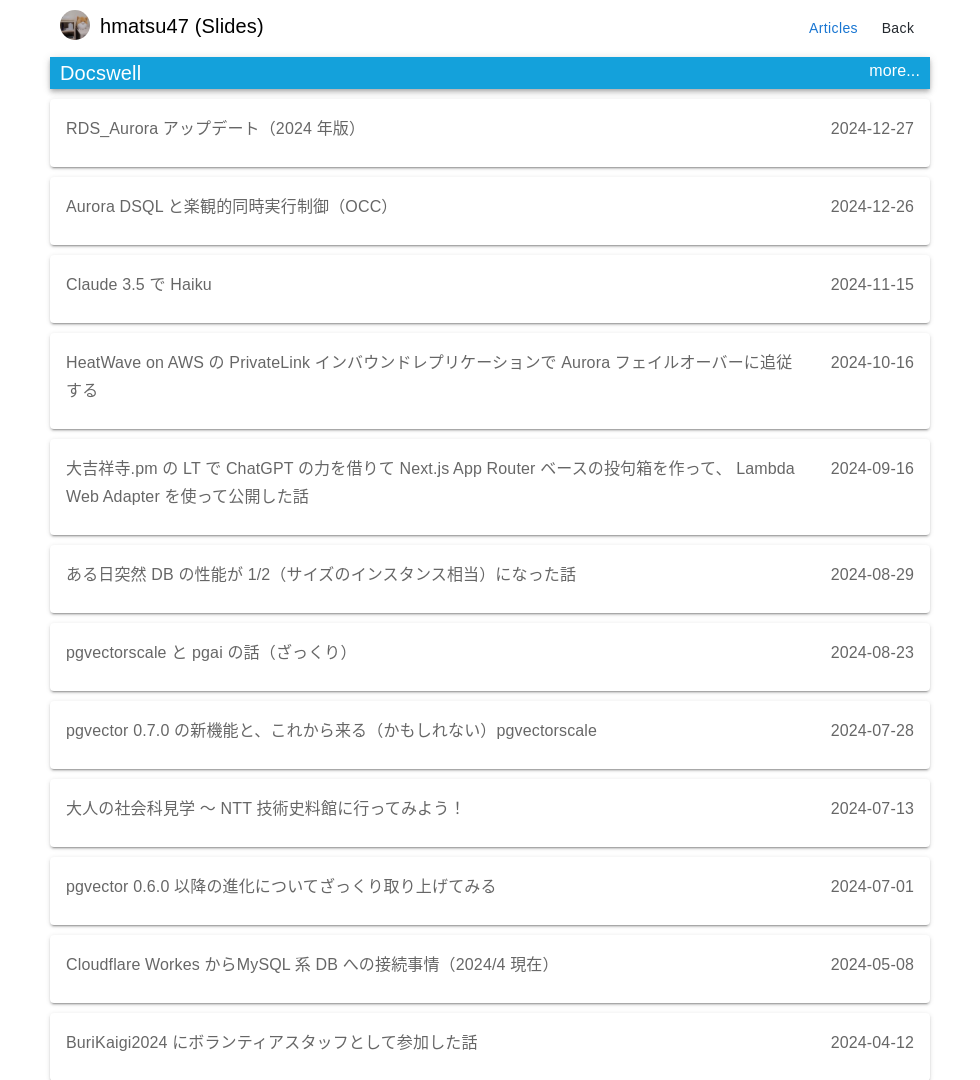 hmatsu47 (Slides)
Articles
Back
Docswell
more...
RDS_Aurora アップデート（2024 年版）
2024-12-27
Aurora DSQL と楽観的同時実行制御（OCC）
2024-12-26
Claude 3.5 で Haiku
2024-11-15
HeatWave on AWS の PrivateLink インバウンドレプリケーションで Aurora フェイルオーバーに追従
する
2024-10-16
大吉祥寺.pm の LT で ChatGPT の力を借りて Next.js App Router ベースの投句箱を作って、 Lambda
Web Adapter を使って公開した話
2024-09-16
ある日突然 DB の性能が 1/2（サイズのインスタンス相当）になった話
2024-08-29
pgvectorscale と pgai の話（ざっくり）
2024-08-23
pgvector 0.7.0 の新機能と、これから来る（かもしれない）pgvectorscale
2024-07-28
大人の社会科見学 〜 NTT 技術史料館に行ってみよう！
2024-07-13
pgvector 0.6.0 以降の進化についてざっくり取り上げてみる
2024-07-01
Cloudflare Workes からMySQL 系 DB への接続事情（2024/4 現在）
2024-05-08
BuriKaigi2024 にボランティアスタッフとして参加した話
2024-04-12